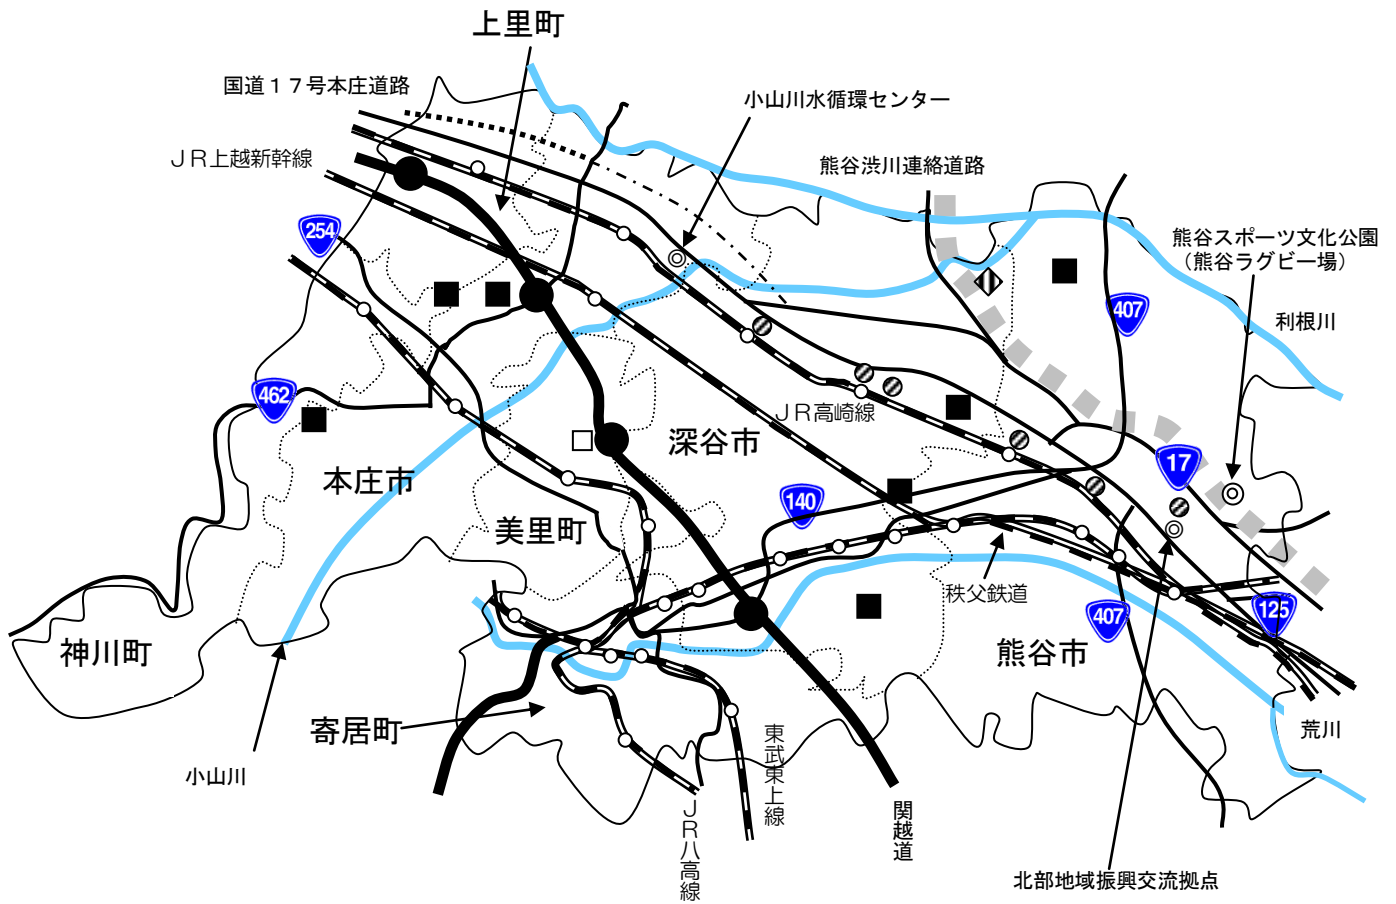 上里町
国道１７号本庄道路
小山川水循環センター
ＪＲ上越新幹線
熊谷渋川連絡道路
254
熊谷スポーツ文化公園
（熊谷ラグビー場）
407
利根川
462
ＪＲ高崎線
深谷市
17
本庄市
140
美里町
秩父鉄道
125
407
神川町
熊谷市
寄居町
荒川
東武東上線
小山川
ＪＲ八高線
関越道
北部地域振興交流拠点